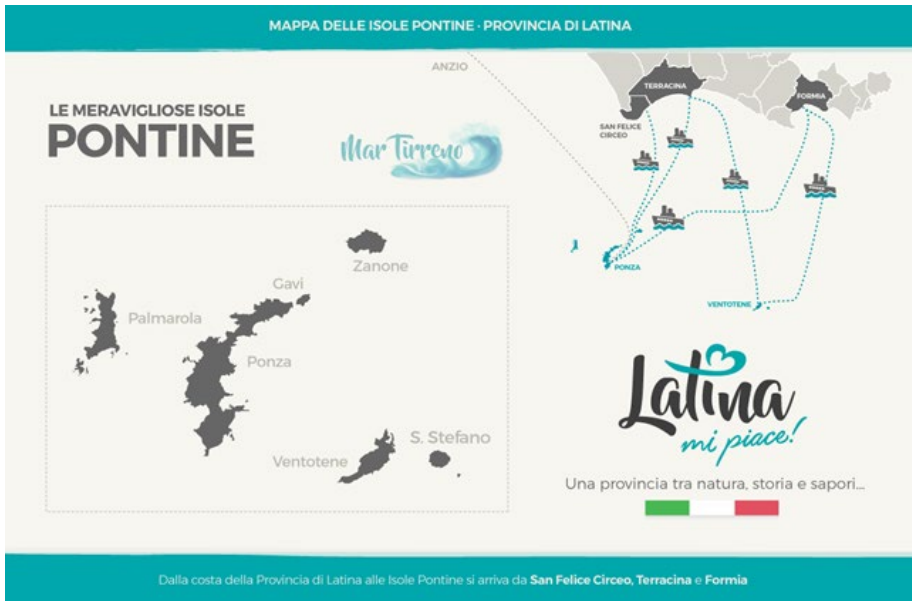 MAPPA DELLE ISOLE PONTINE · PROVINCIA DI LATINA
ANZIO
LE MERAVIGLIOSE ISOLE
PONTINE
Mar Tirreno
TERRACINA
FORMIA
SAN FELICE
CIRCEO
PONZA
VENTOTENE
Zanone
Gavi
Palmarola
Ponza
S. Stefano
Ventotene
Latina
mi piace!
Una provincia tra natura, storia e sapori...
Dalla costa della Provincia di Latina alle Isole Pontine si arriva da San Felice Circeo, Terracina e Formia